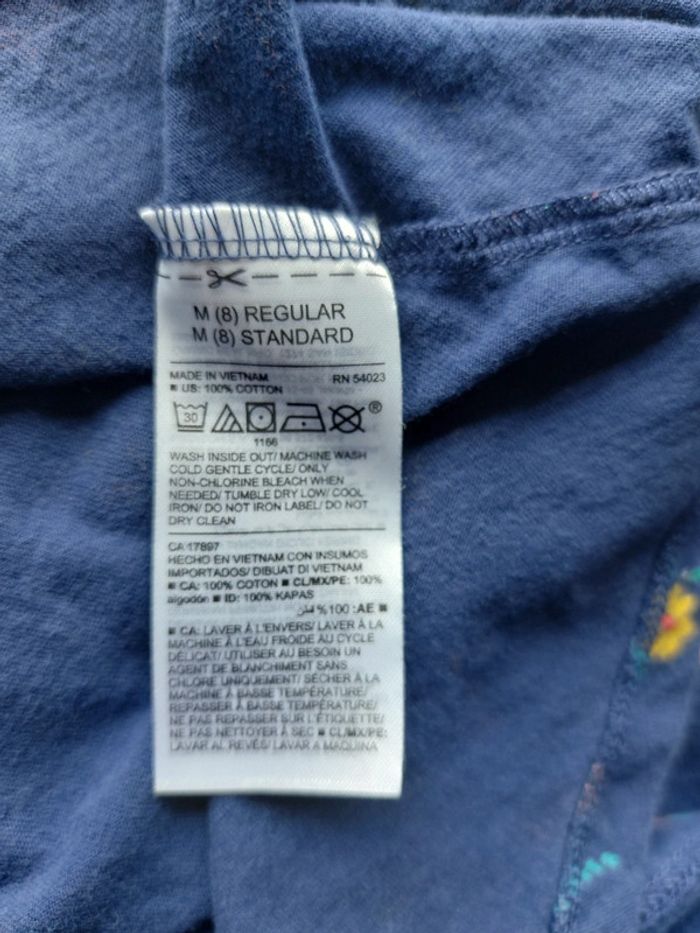 M (8) REGULAR
M (8) STANDARD
MADE IN VIETNAM RN 54023
■ US: 100% COTTON
30 ®
1166
WASH INSIDE OUT/ MACHINE WASH
COLD GENTLE CYCLE/ ONLY
NON-CHLORINE BLEACH WHEN
NEEDED/ TUMBLE DRY LOW/ COOL
IRON/ DO NOT IRON LABEL/ DO NOT
DRY CLEAN
CA 17897
HECHO EN VIETNAM CON INSUMOS
IMPORTADOS/ DIBUAT DI VIETNAM
■ CA: 100% COTON ■ CL/MX/PE: 100%
algodón ■ ID: 100% KAPAS
■ AE: 100%
■ CA: LAVER À L'ENVERS/ LAVER À LA
MACHINE À L'EAU FROIDE AU CYCLE
DÉLICAT/ UTILISER AU BESOIN UN
AGENT DE BLANCHIMENT SANS
CHLORE UNIQUEMENT/ SÉCHER À LA
MACHINE À BASSE TEMPÉRATURE/
REPASSER À BASSE TEMPÉRATURE/
NE PAS REPASSER SUR L'ÉTIQUETTE/
NE PAS NETTOYER À SEC ■ CL/MX/PE:
LAVAR AL REVÉS/ LAVAR A MAQUINA